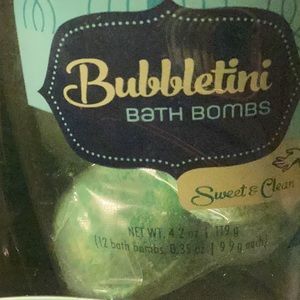 Bubbletini
BATH BOMBS
Sweet & Clean
NET. WT. 4.2 oz | 119 g
(12 bath bombs, 0.35 oz | 9.9 g each)